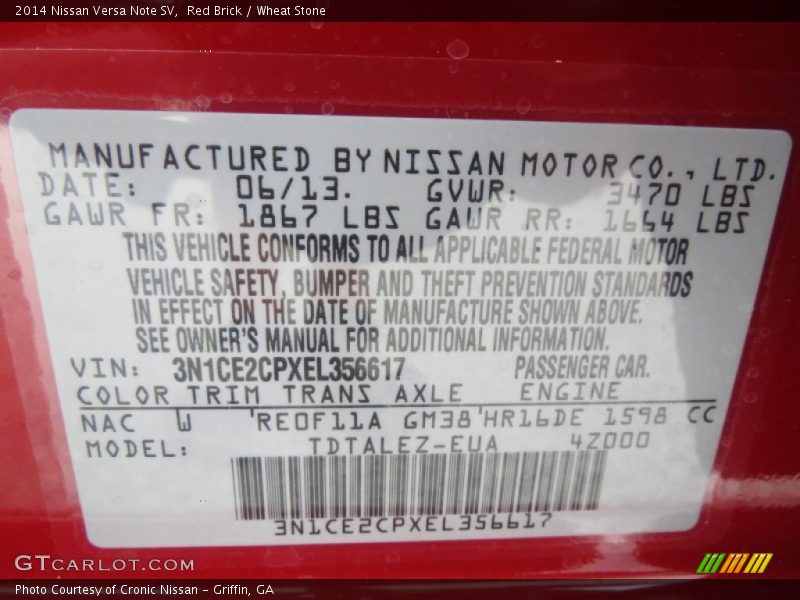 2014 Nissan Versa Note SV, Red Brick / Wheat Stone
MANUFACTURED BY NISSAN MOTOR CO., LTD.
DATE: 06/13. GVWR: 3470 LBS
GAWR FR: 1867 LBS GAWR RR: 1664 LBS
THIS VEHICLE CONFORMS TO ALL APPLICABLE FEDERAL MOTOR
VEHICLE SAFETY, BUMPER AND THEFT PREVENTION STANDARDS
IN EFFECT ON THE DATE OF MANUFACTURE SHOWN ABOVE.
SEE OWNER'S MANUAL FOR ADDITIONAL INFORMATION.
VIN: 3N1CE2CPXEL356617 PASSENGER CAR.
COLOR TRIM TRANS AXLE ENGINE
NAC W 'RE0F11A GM38'HR16DE 1598 CC
MODEL: TDTALEZ-EUA 4Z000
3N1CE2CPXEL356617
GTCARLOT.COM
Photo Courtesy of Cronic Nissan - Griffin, GA